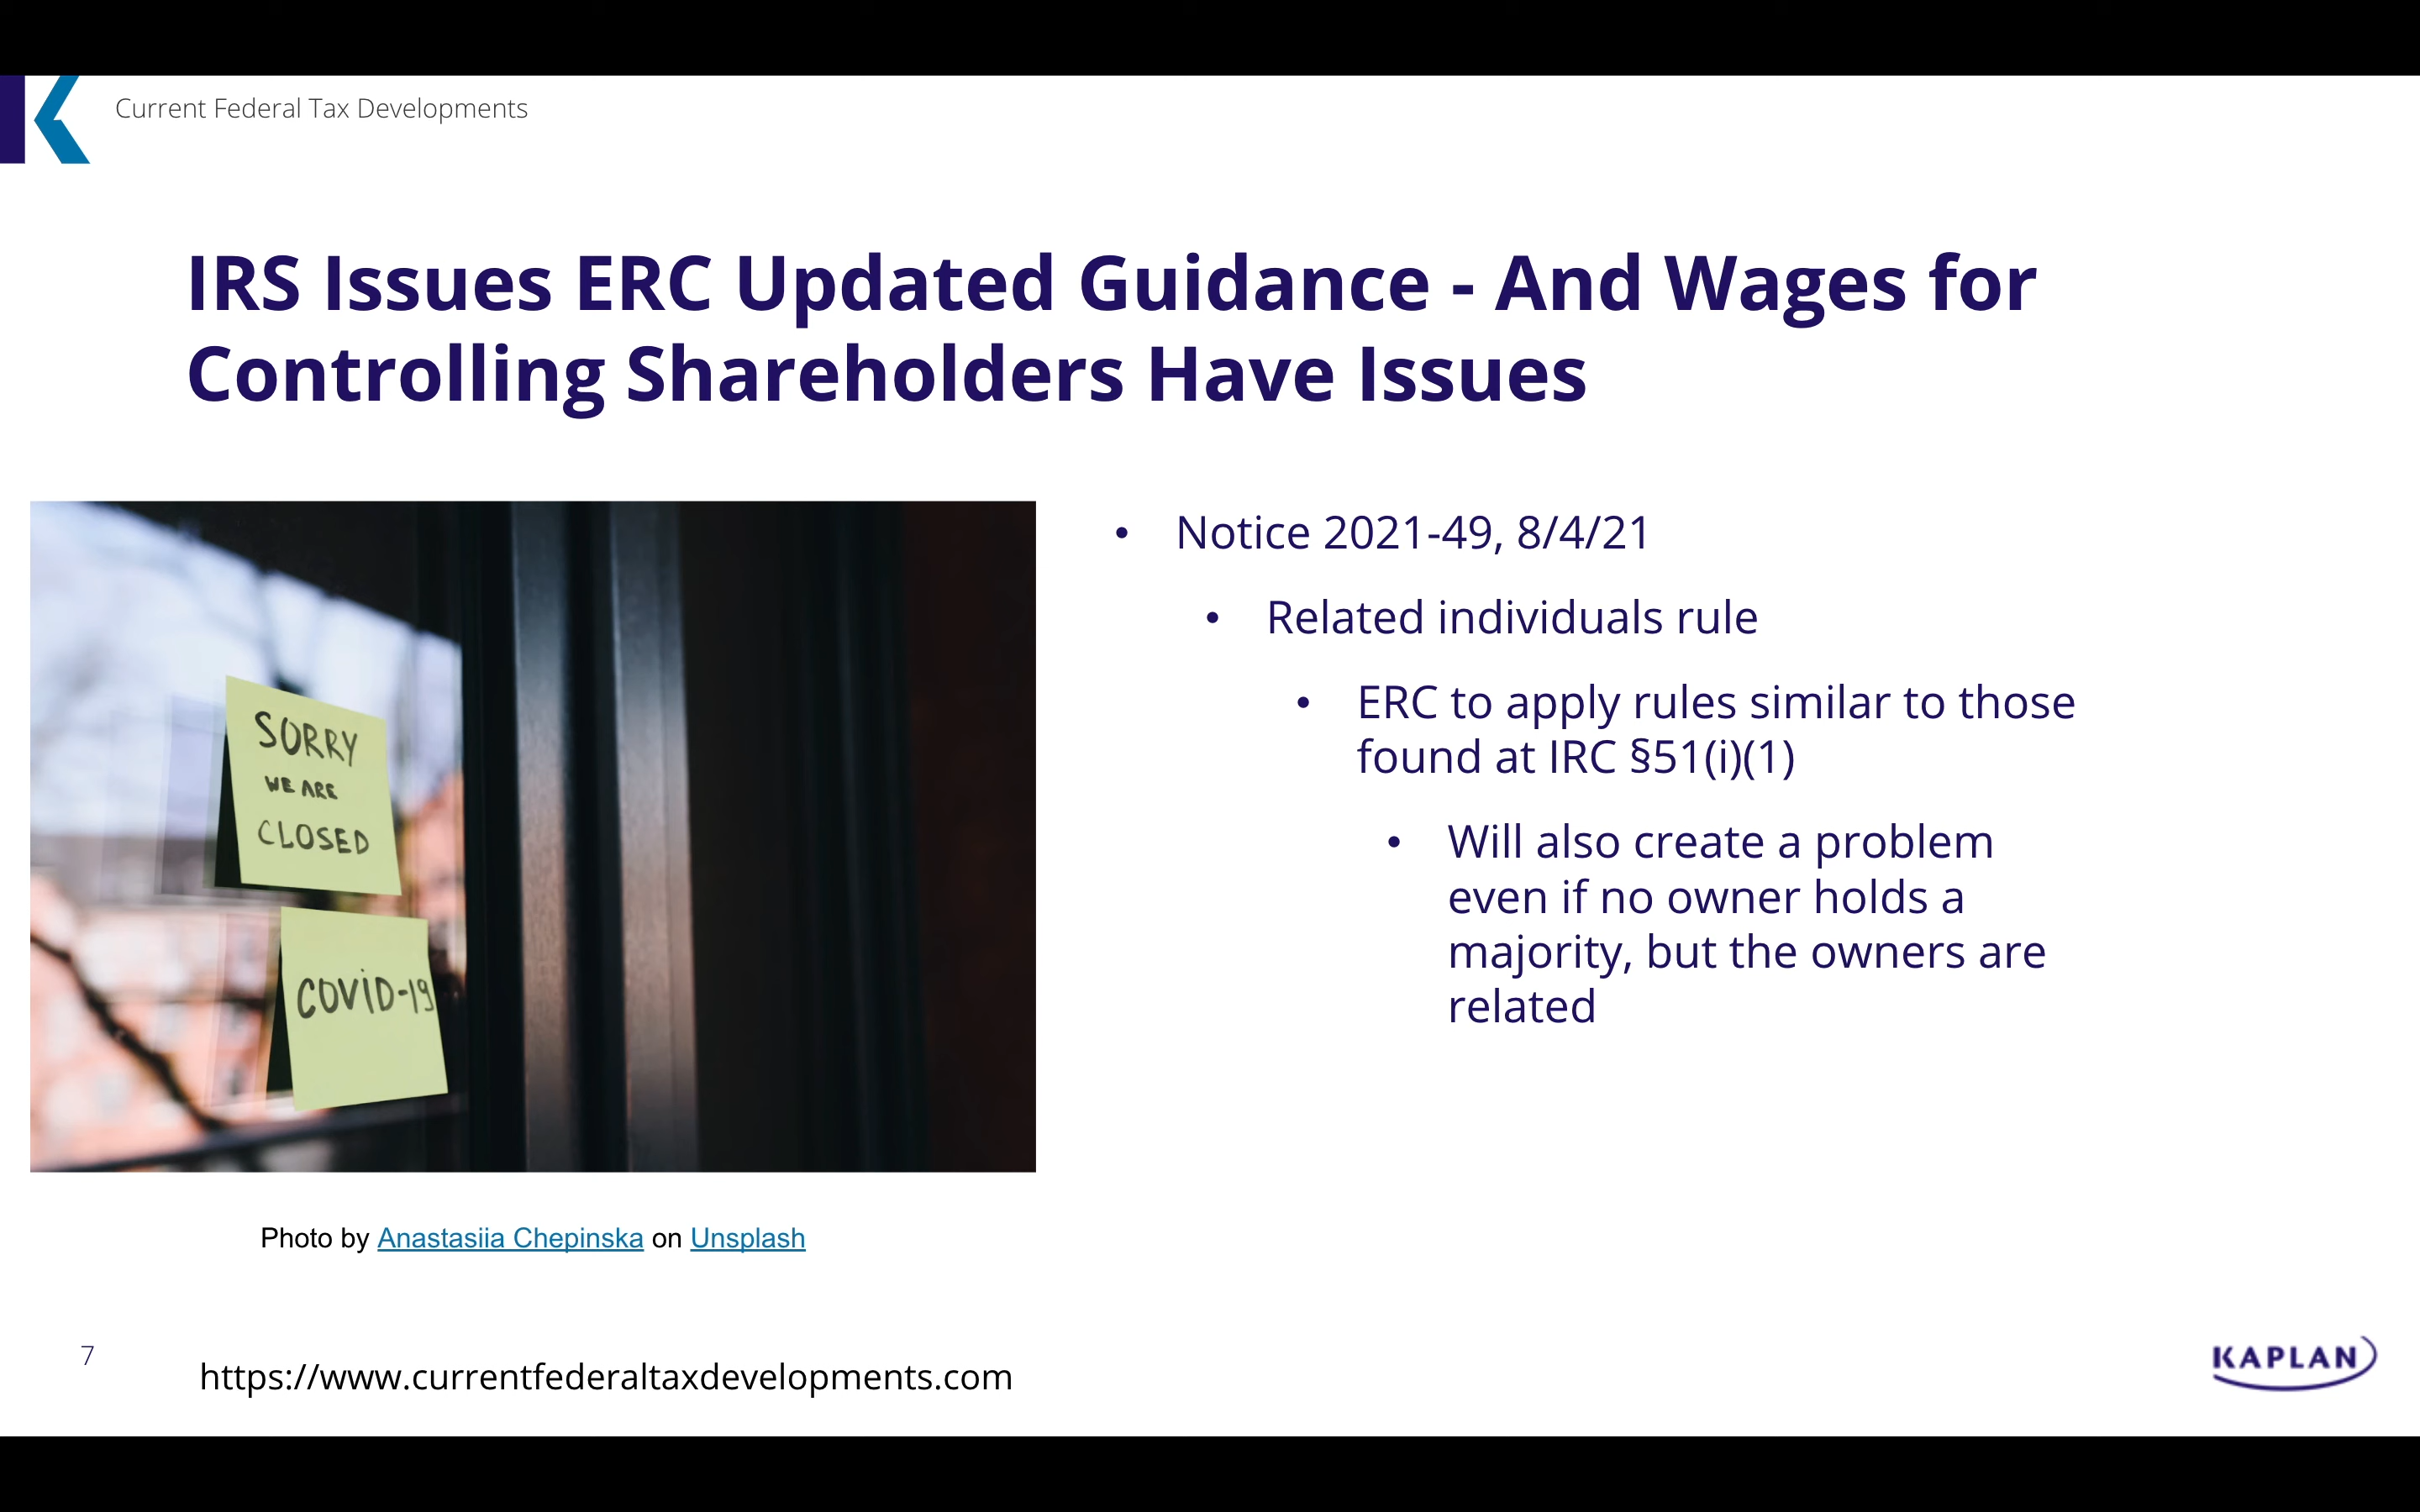 Current Federal Tax Developments
IRS Issues ERC Updated Guidance - And Wages for
Controlling Shareholders Have Issues
SORRY
WE ARE
CLOSED
COVID-19
• Notice 2021-49, 8/4/21
• Related individuals rule
• ERC to apply rules similar to those
found at IRC §51(i)(1)
• Will also create a problem
even if no owner holds a
majority, but the owners are
related
Photo by Anastasiia Chepinska on Unsplash
7
https://www.currentfederaltaxdevelopments.com
KAPLAN